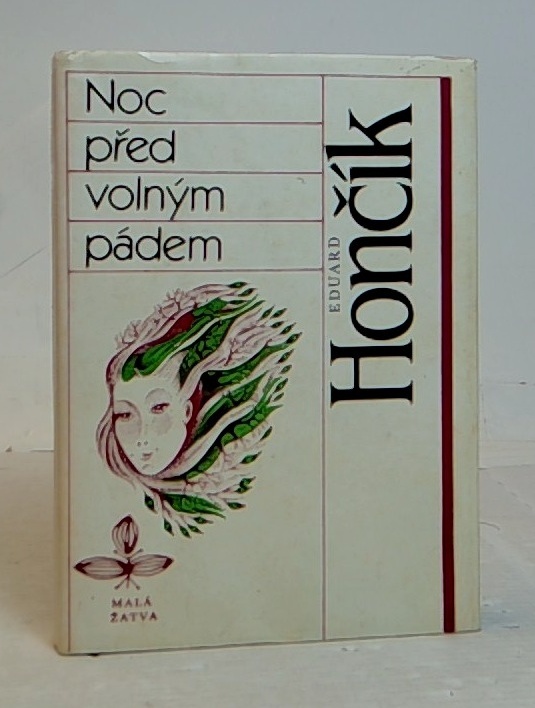 Noc
před
volným
pádem
EDUARD
Hončík
MALÁ
ŽATVA